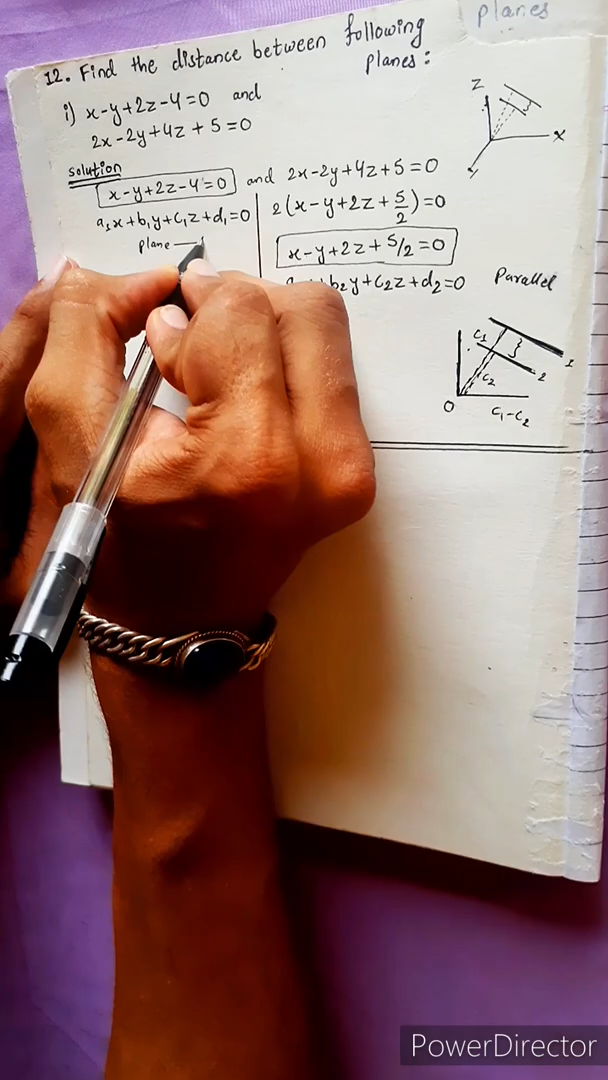 planes
12. Find the distance between following
planes:
i) x-y+2z-4=0 and
2x-2y+4z+5=0
Z
X
y
solution
x-y+2z-4=0 and 2x-2y+4z+5=0
a₁x+b₁y+c₁z+d₁=0
2(x-y+2z+5/2)=0
plane
x-y+2z+5/2=0
b₂y+c₂z+d₂=0
Parallel
C₁
1
2
C₂
O
C₁-C₂
PowerDirector